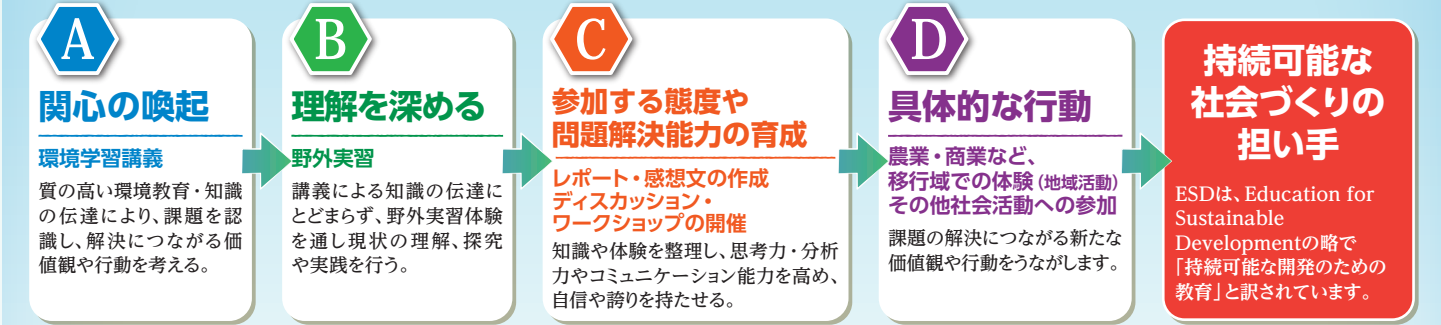 A
関心の喚起
環境学習講義
質の高い環境教育・知識
の伝達により、課題を認
識し、解決につながる価
値観や行動を考える。
B
理解を深める
野外実習
講義による知識の伝達に
とどまらず、野外実習体験
を通し現状の理解、探究
や実践を行う。
C
参加する態度や
問題解決能力の育成
レポート・感想文の作成
ディスカッション・
ワークショップの開催
知識や体験を整理し、思考力・分析
力やコミュニケーション能力を高め、
自信や誇りを持たせる。
D
具体的な行動
農業・商業など、
移行域での体験（地域活動）
その他社会活動への参加
課題の解決につながる新たな
価値観や行動をうながします。
持続可能な
社会づくりの
担い手
ESDは、Education for
Sustainable
Developmentの略で
「持続可能な開発のための
教育」と訳されています。